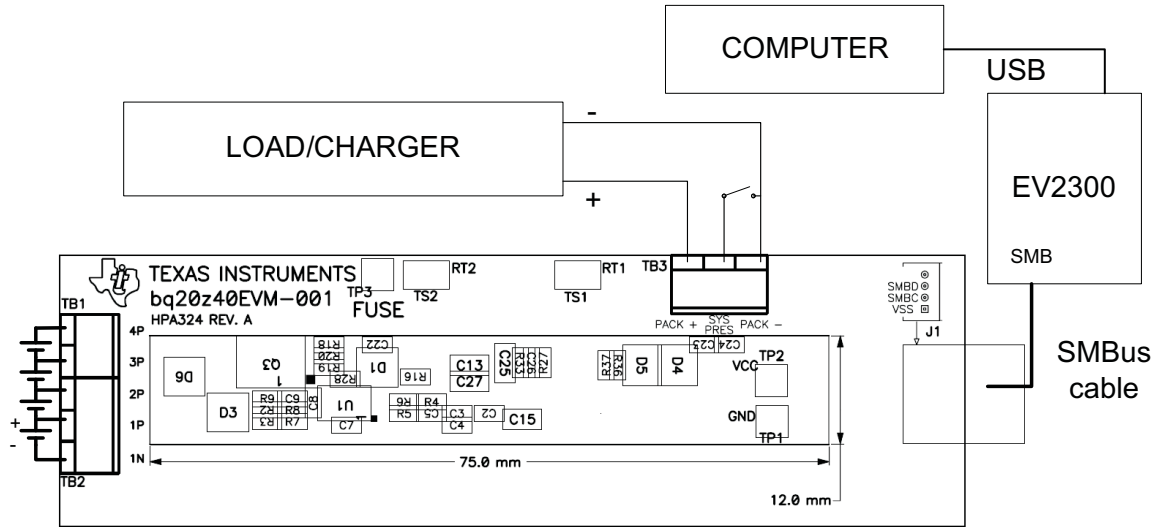 COMPUTER
USB
LOAD/CHARGER
-
+
EV2300
SMB
SMBus
cable
TEXAS INSTRUMENTS
bq20z40EVM-001
HPA324 REV. A
TP3
FUSE
RT2
TS2
RT1
TS1
TB3
PACK +
SYS
PRES
PACK -
SMBD
SMBC
VSS
J1
TB1
4P
3P
2P
1P
1N
TB2
+
-
D6
Q3
1
R18
R20
R19
R28
C22
D1
R16
C13
C27
C25
R33
C26
R27
R37
R36
D5
D4
C23
C24
TP2
VCC
GND
TP1
D3
R9
C9
R2
R8
R3
R7
C8
U1
C7
R6
R4
R5
C5
C3
C4
C2
C15
75.0 mm
12.0 mm